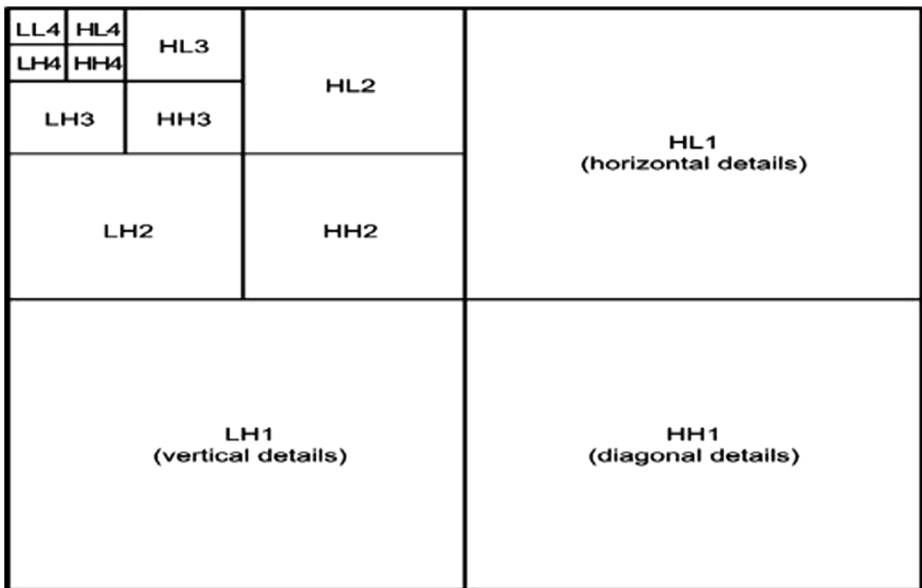 LL4 HL4
LH4 HH4
HL3
HL2
LH3
HH3
HL1
(horizontal details)
LH2
HH2
LH1
(vertical details)
HH1
(diagonal details)